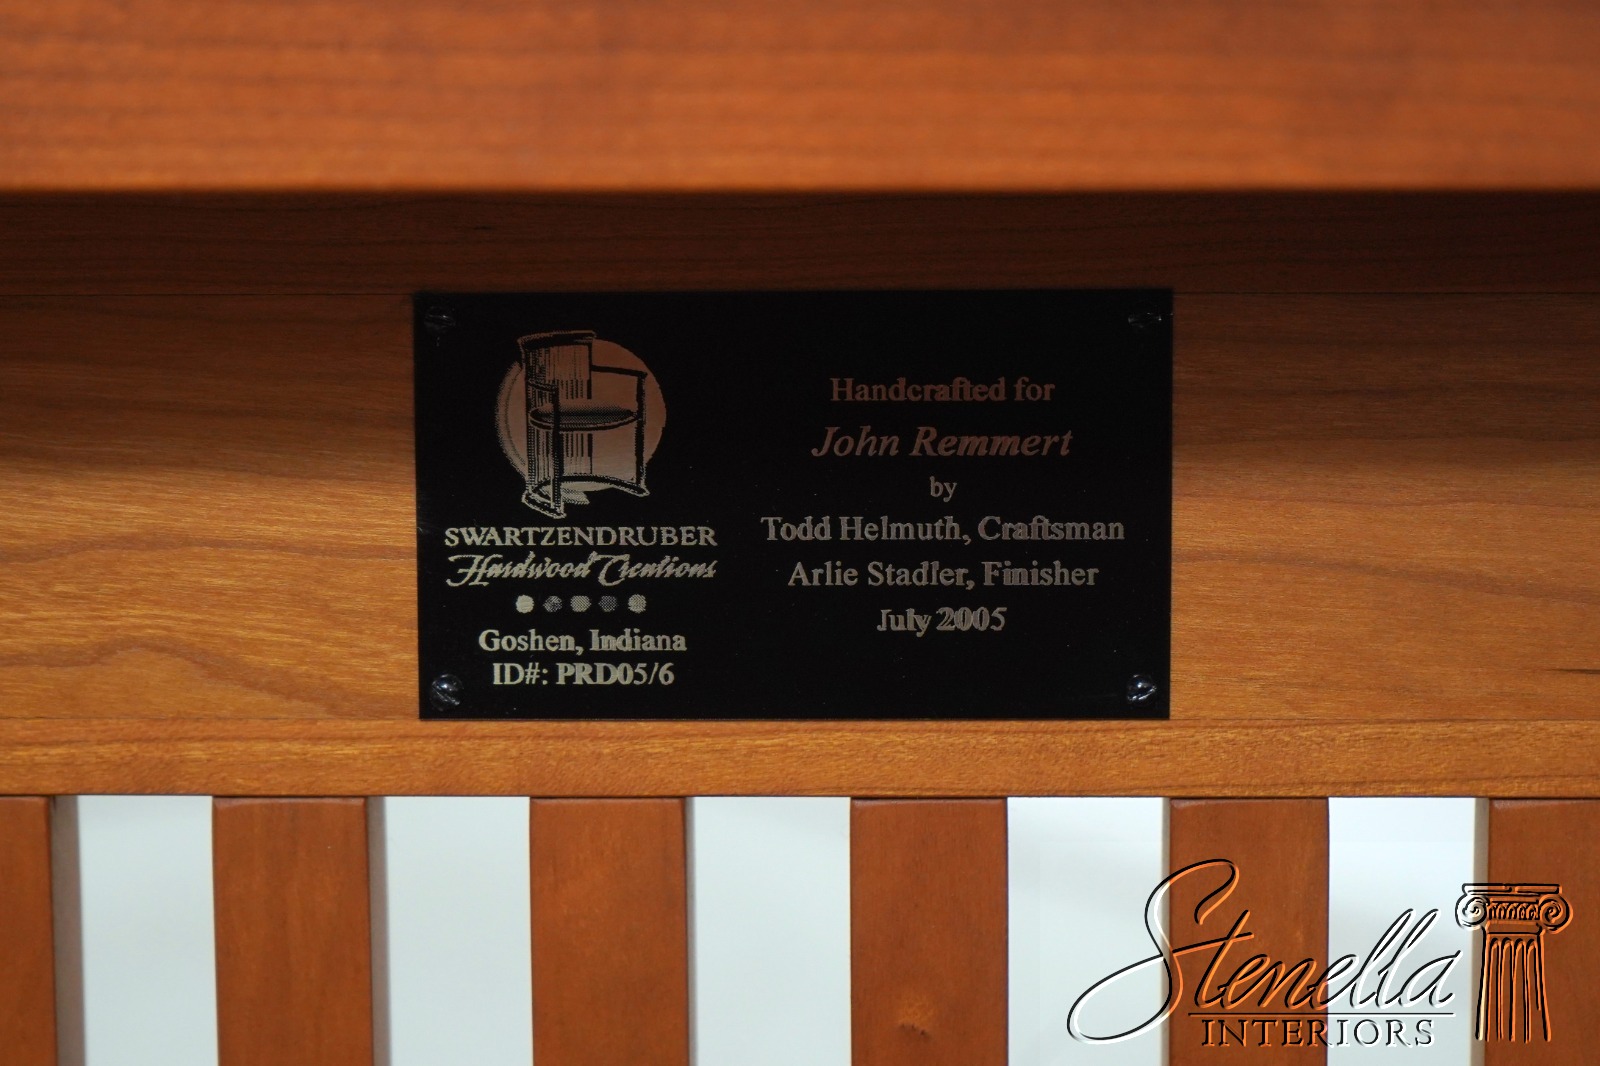 SWARTZENDRUBER
Hardwood Creations
Goshen, Indiana
ID#: PRD05/6
Handcrafted for
John Remmert
by
Todd Helmuth, Craftsman
Arlie Stadler, Finisher
July 2005
Stenella
INTERIORS